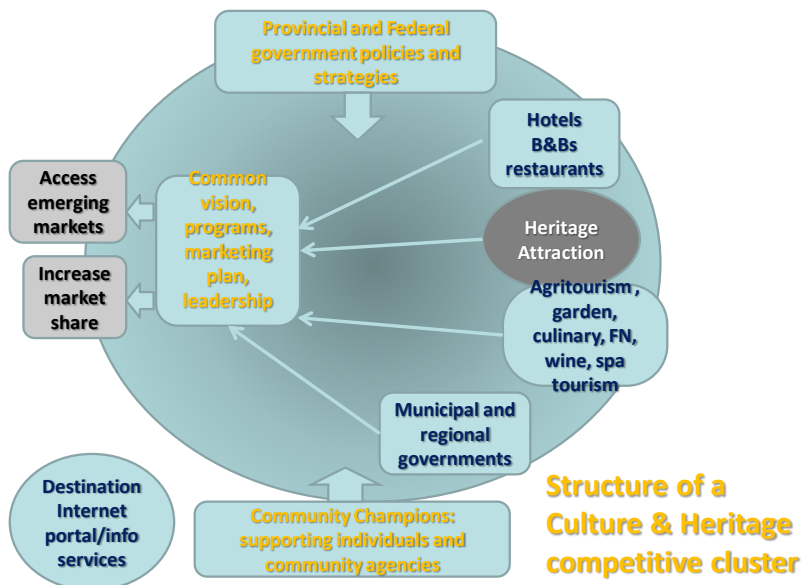 Provincial and Federal
government policies and
strategies
Hotels
B&Bs
restaurants
Access
emerging
markets
Common
vision,
programs,
marketing
plan,
leadership
Heritage
Attraction
Increase
market
share
Agritourism ,
garden,
culinary, FN,
wine, spa
tourism
Municipal and
regional
governments
Destination
Internet
portal/info
services
Community Champions:
supporting individuals and
community agencies
Structure of a
Culture & Heritage
competitive cluster